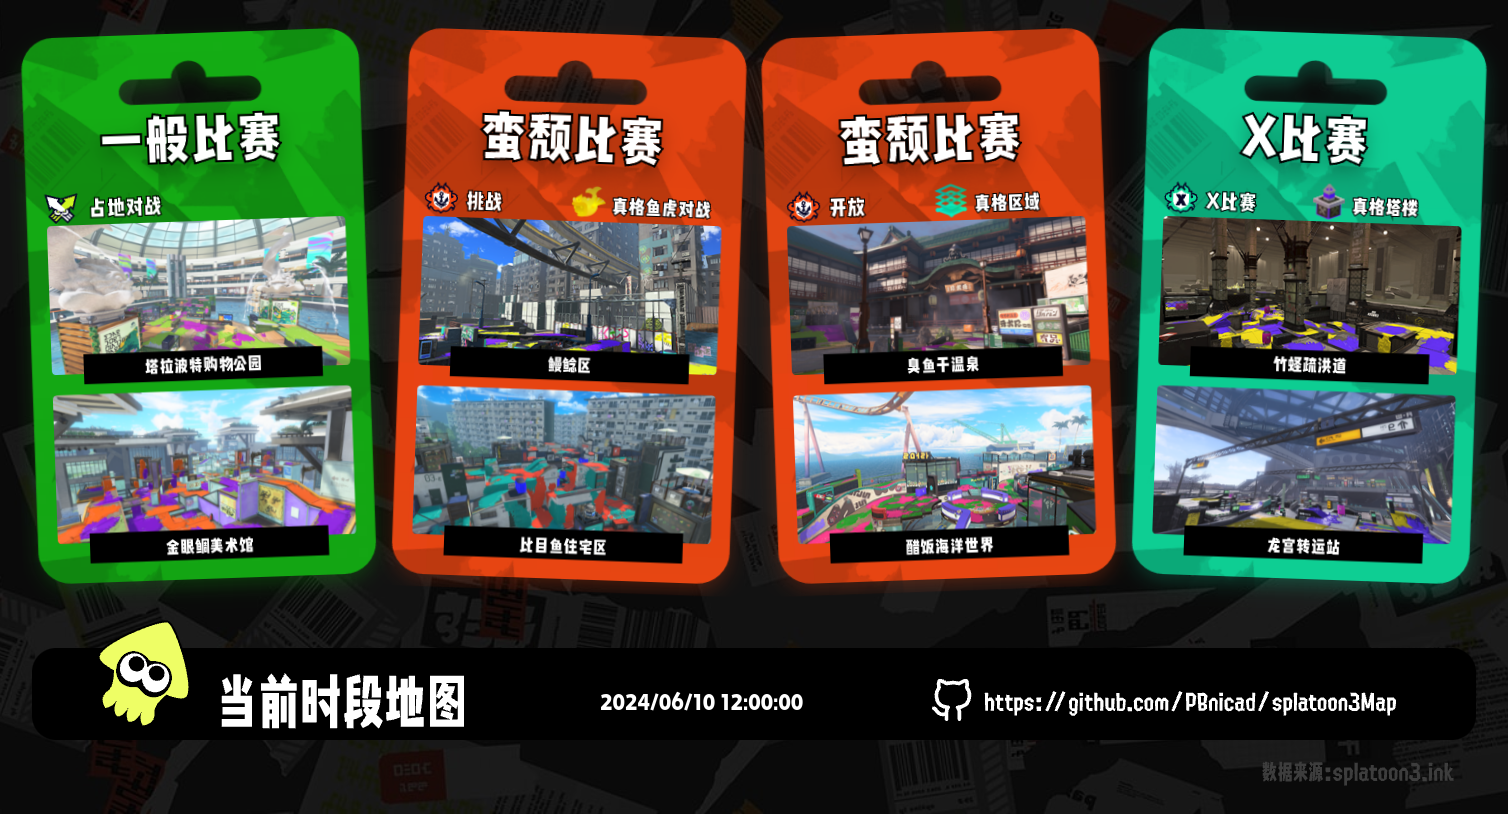 一般比赛
占地对战
塔拉波特购物公园
金眼鲷美术馆
蛮颓比赛
挑战
真格鱼虎对战
鳗鲶区
比目鱼住宅区
蛮颓比赛
开放
真格区域
臭鱼干温泉
醋饭海洋世界
X比赛
X比赛
真格塔楼
竹蛏疏洪道
龙宫转运站
当前时段地图
2024/06/10 12:00:00
https://github.com/PBnicad/splatoon3Map
数据来源:splatoon3.ink